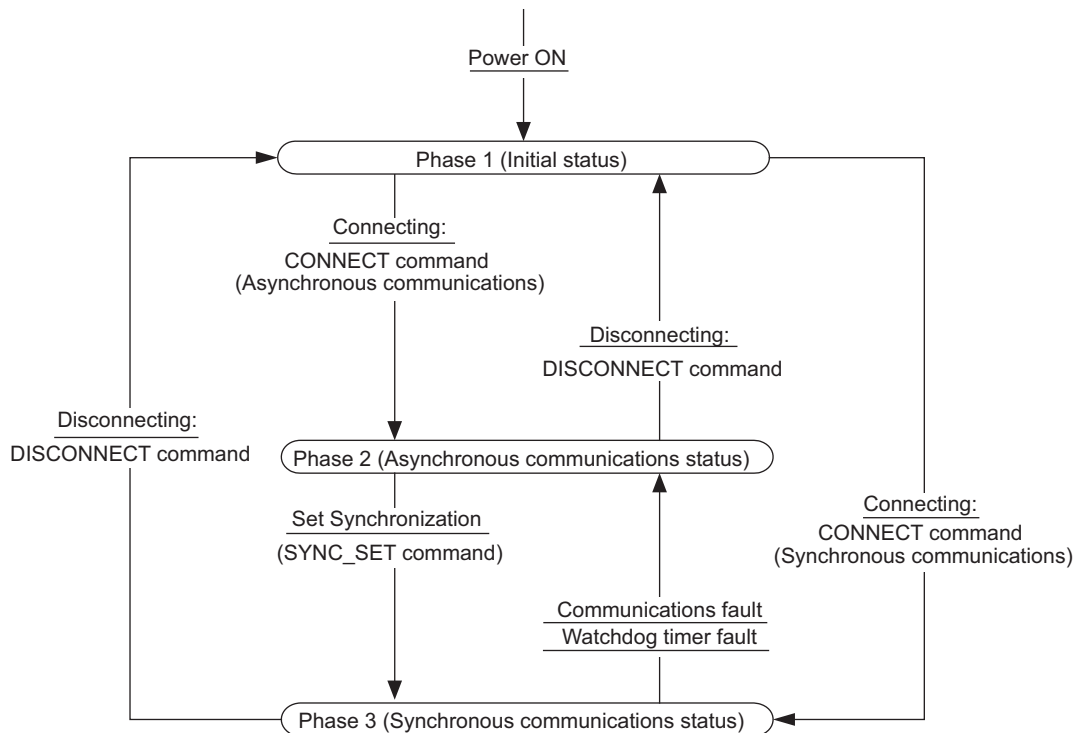 Power ON
Phase 1 (Initial status)
Connecting:
CONNECT command
(Asynchronous communications)
Disconnecting:
DISCONNECT command
Disconnecting:
DISCONNECT command
Phase 2 (Asynchronous communications status)
Set Synchronization
(SYNC_SET command)
Connecting:
CONNECT command
(Synchronous communications)
Communications fault
Watchdog timer fault
Phase 3 (Synchronous communications status)